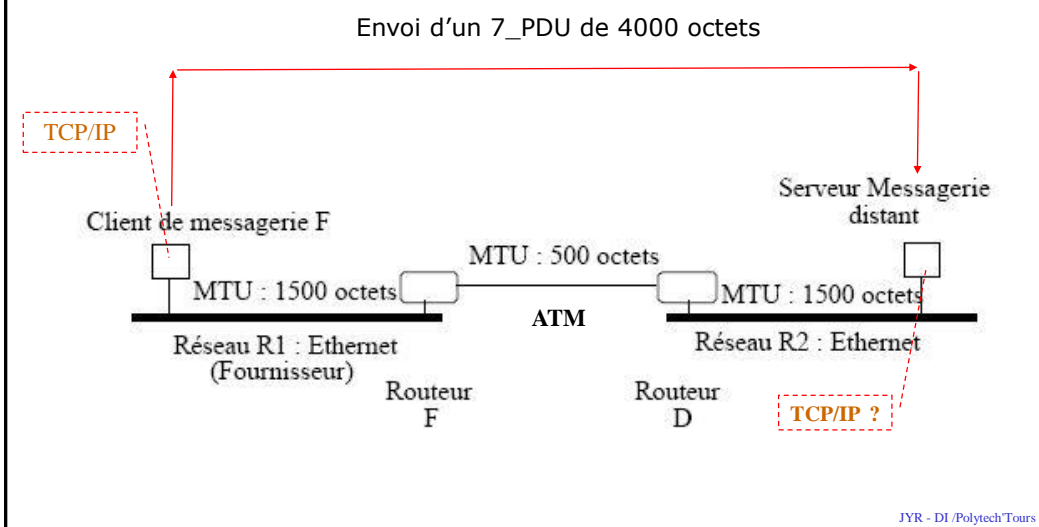 Envoi d'un 7_PDU de 4000 octets
TCP/IP
Serveur Messagerie
distant
Client de messagerie F
MTU : 500 octets
MTU : 1500 octets
MTU : 1500 octets
ATM
Réseau R1 : Ethernet
(Fournisseur)
Réseau R2 : Ethernet
Routeur
F
Routeur
D
TCP/IP ?
JYR - DI /Polytech'Tours